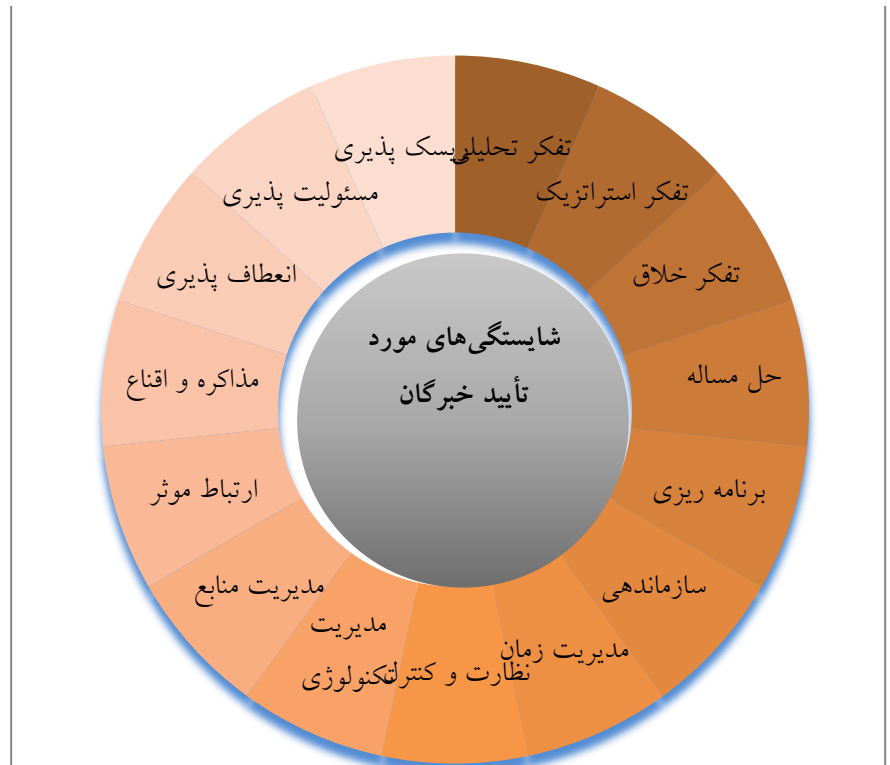 شایستگی‌های مورد
تأیید خبرگان
تفکر تحلیلی
تفکر استراتژیک
تفکر خلاق
حل مساله
برنامه ریزی
سازماندهی
مدیریت زمان
نظارت و کنترل
مدیریت
تکنولوژی
مدیریت منابع
ارتباط موثر
مذاکره و اقناع
انعطاف پذیری
مسئولیت پذیری
ریسک پذیری